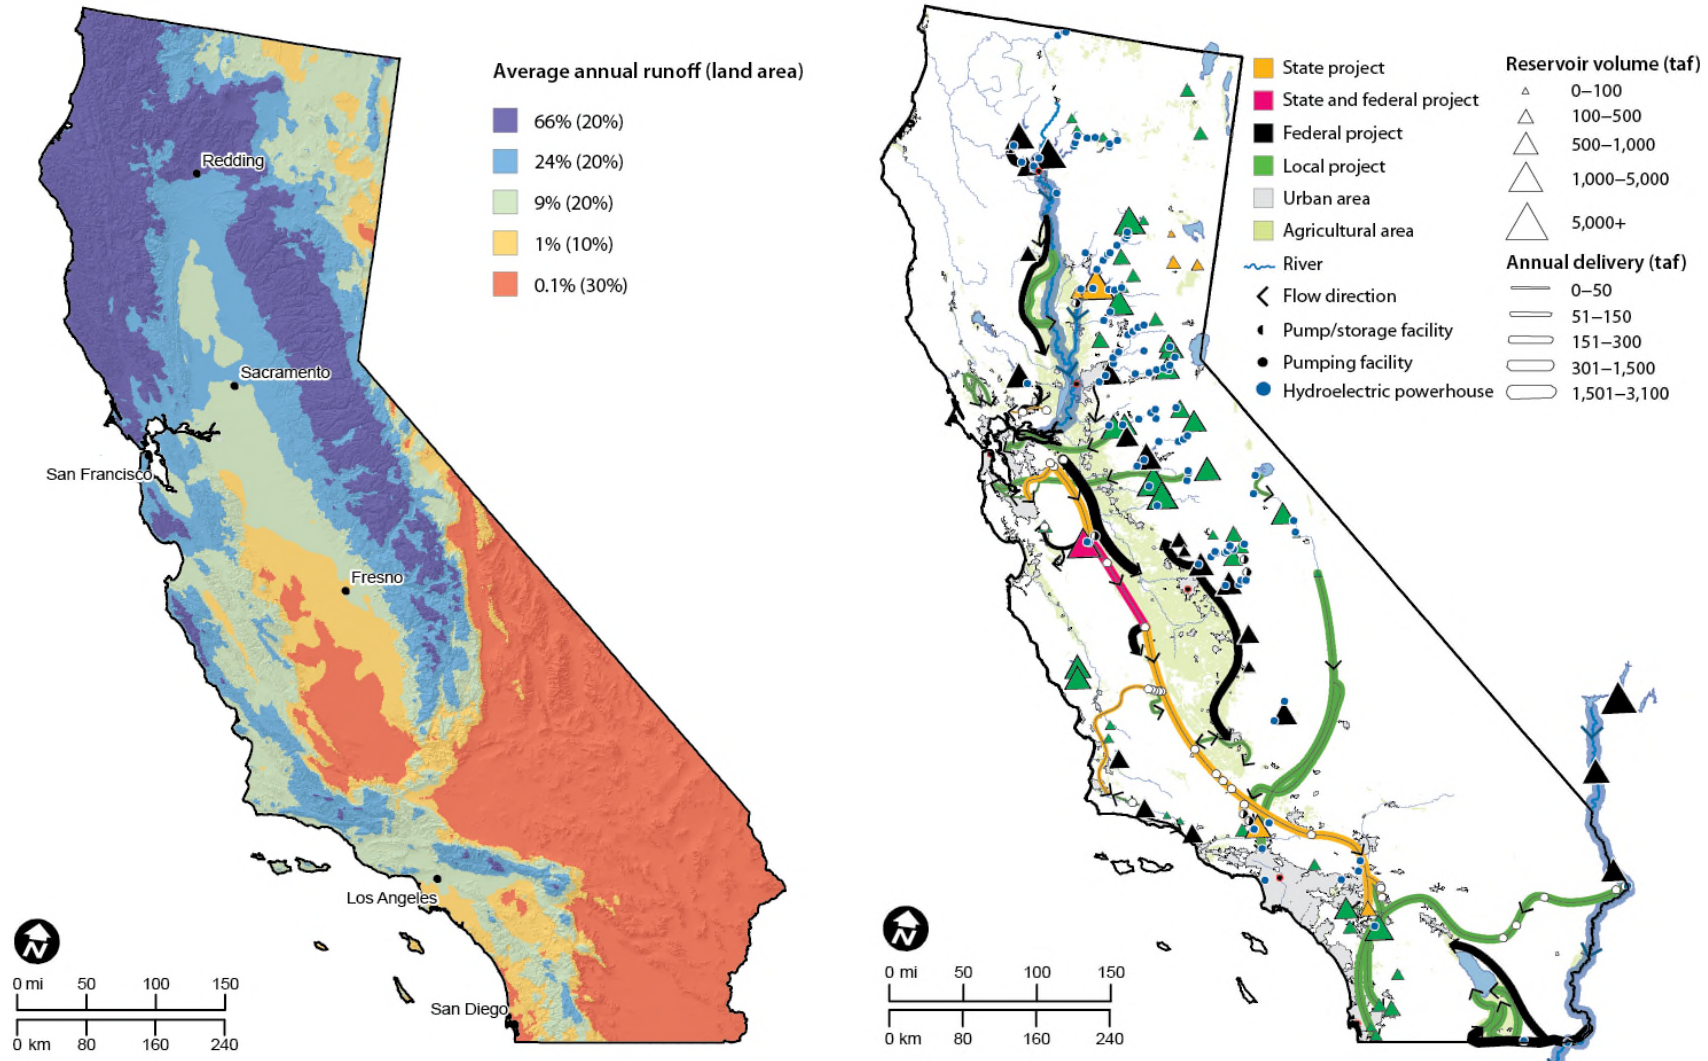 Average annual runoff (land area)
66% (20%)
24% (20%)
9% (20%)
1% (10%)
0.1% (30%)
Redding
Sacramento
San Francisco
Fresno
Los Angeles
San Diego
N
0 mi 50 100 150
0 km 80 160 240
State project
State and federal project
Federal project
Local project
Urban area
Agricultural area
River
Flow direction
Pump/storage facility
Pumping facility
Hydroelectric powerhouse
Reservoir volume (taf)
0–100
100–500
500–1,000
1,000–5,000
5,000+
Annual delivery (taf)
0–50
51–150
151–300
301–1,500
1,501–3,100
N
0 mi 50 100 150
0 km 80 160 240